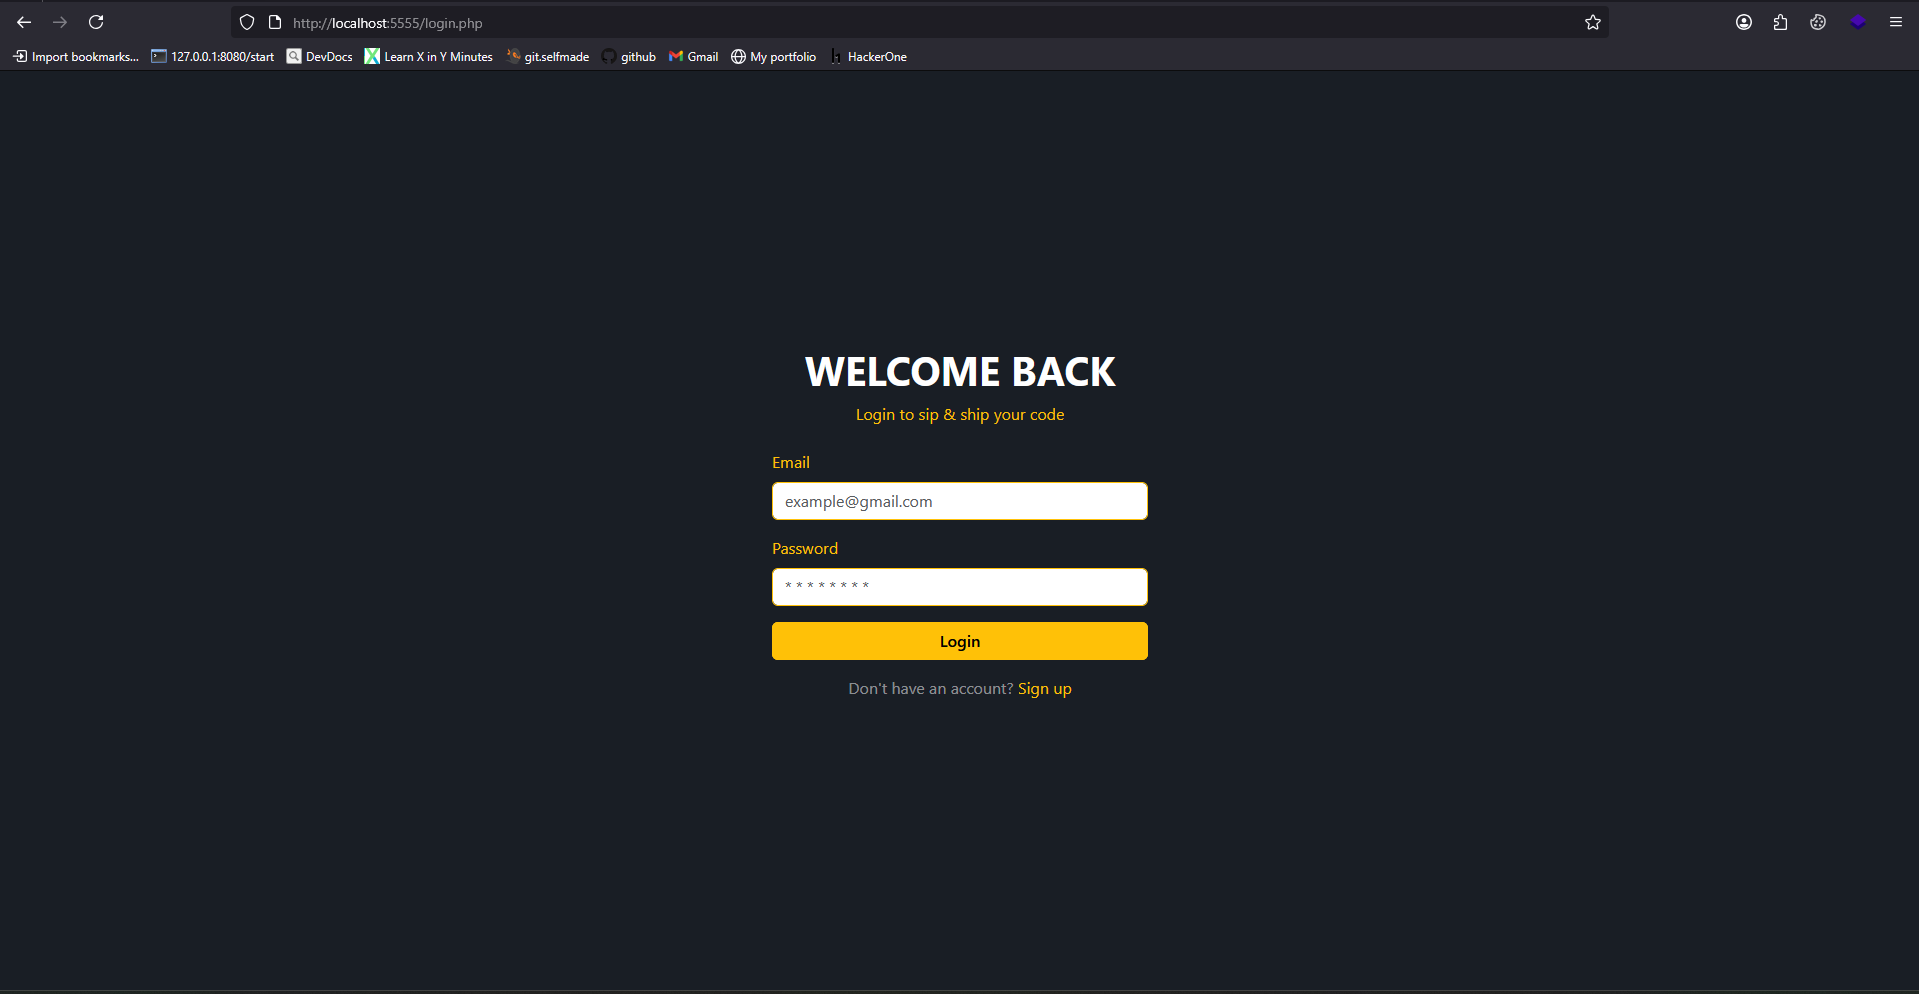 http://localhost:5555/login.php
Import bookmarks... 127.0.0.1:8080/start DevDocs Learn X in Y Minutes git.selfmade github Gmail My portfolio HackerOne
WELCOME BACK
Login to sip & ship your code
Email
example@gmail.com
Password
* * * * * * * *
Login
Don't have an account? Sign up